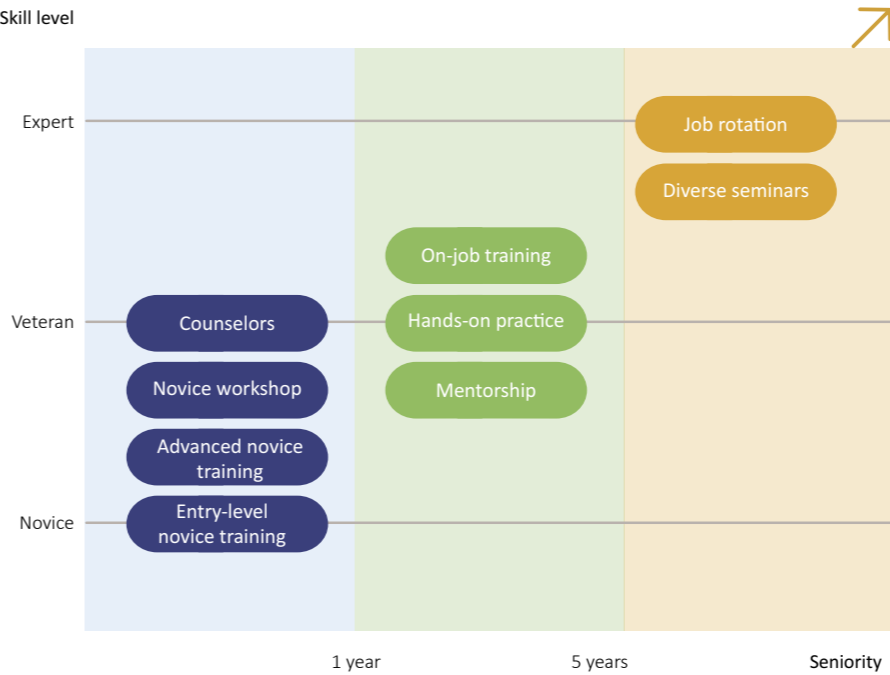 Skill level
Expert
Job rotation
Diverse seminars
On-job training
Veteran
Counselors
Hands-on practice
Novice workshop
Mentorship
Advanced novice
training
Novice
Entry-level
novice training
1 year
5 years
Seniority